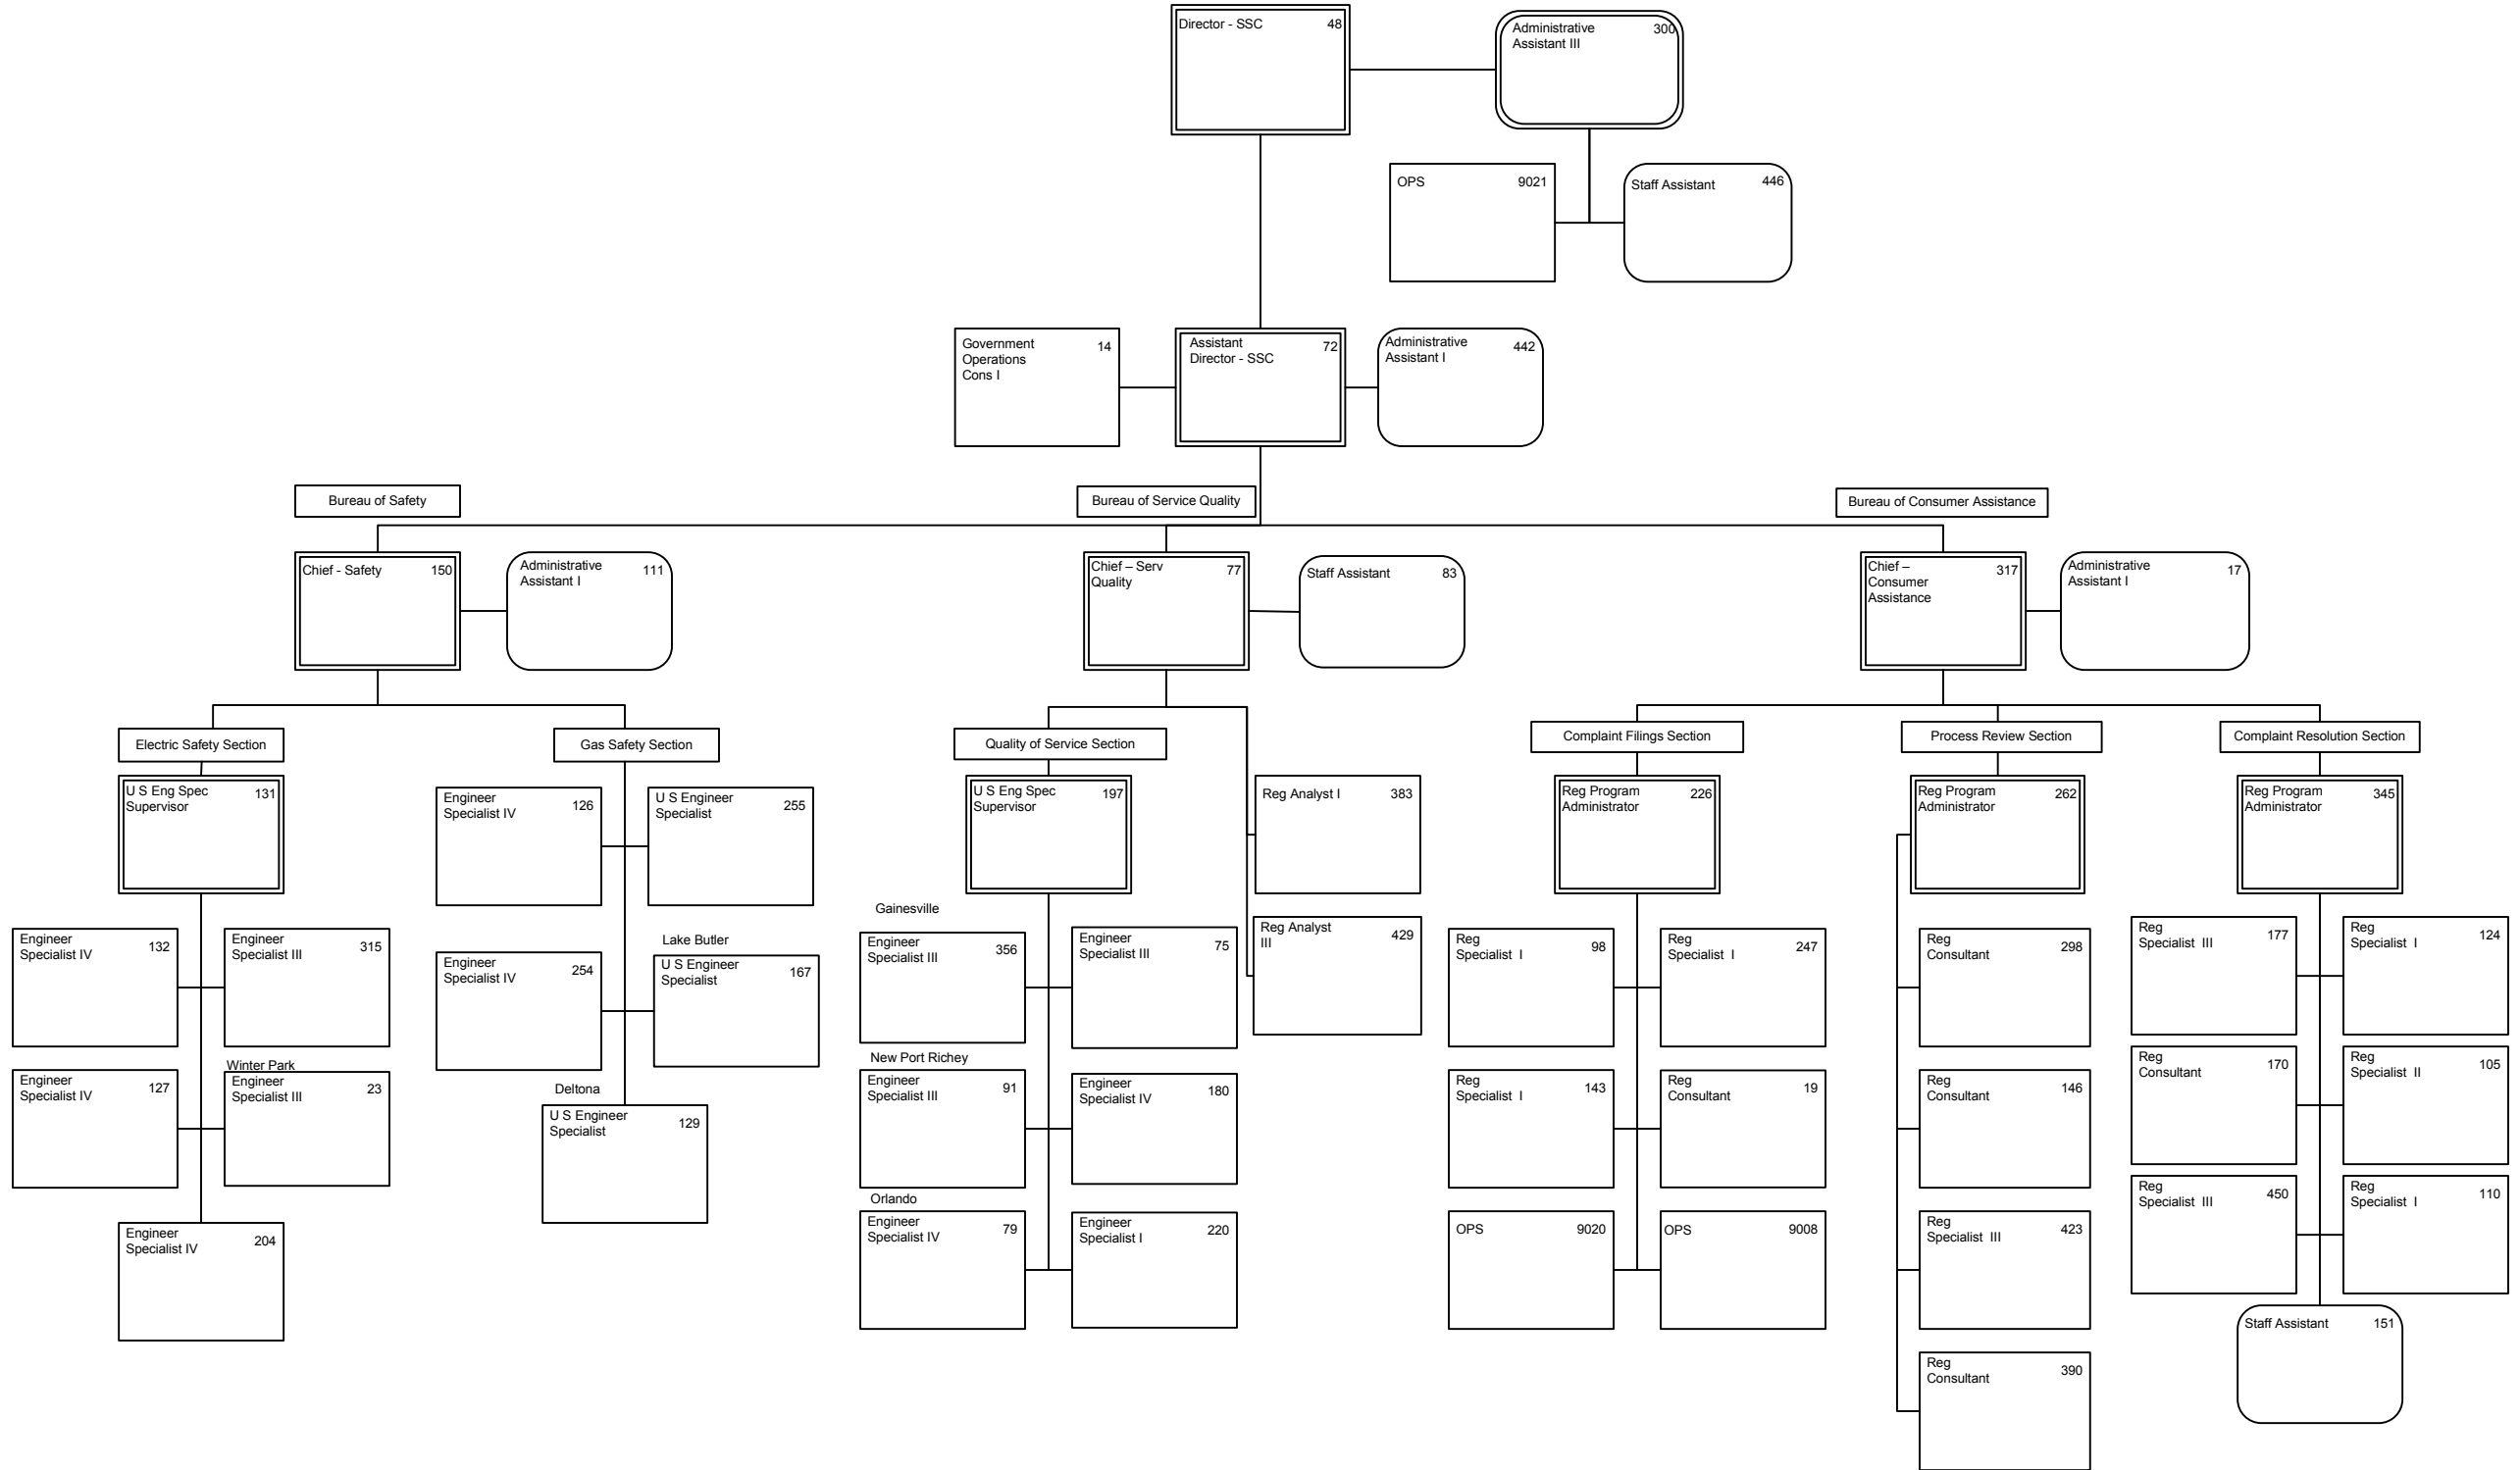 Director - SSC 48
Administrative 300
Assistant III
OPS 9021
Staff Assistant 446
Government 14
Operations
Cons I
Assistant 72
Director - SSC
Administrative 442
Assistant I
Bureau of Safety
Bureau of Service Quality
Bureau of Consumer Assistance
Chief - Safety 150
Administrative 111
Assistant I
Chief – Serv 77
Quality
Staff Assistant 83
Chief – 317
Consumer
Assistance
Administrative 17
Assistant I
Electric Safety Section
U S Eng Spec 131
Supervisor
Engineer 132
Specialist IV
Engineer 315
Specialist III
Engineer 127
Specialist IV
Winter Park
Engineer 23
Specialist III
Engineer 204
Specialist IV
Gas Safety Section
Engineer 126
Specialist IV
U S Engineer 255
Specialist
Engineer 254
Specialist IV
Lake Butler
U S Engineer 167
Specialist
Deltona
U S Engineer 129
Specialist
Quality of Service Section
U S Eng Spec 197
Supervisor
Reg Analyst I 383
Reg Analyst 429
III
Gainesville
Engineer 356
Specialist III
Engineer 75
Specialist III
New Port Richey
Engineer 91
Specialist III
Engineer 180
Specialist IV
Orlando
Engineer 79
Specialist IV
Engineer 220
Specialist I
Complaint Filings Section
Reg Program 226
Administrator
Reg 98
Specialist I
Reg 247
Specialist I
Reg 143
Specialist I
Reg 19
Consultant
OPS 9020
OPS 9008
Process Review Section
Reg Program 262
Administrator
Reg 298
Consultant
Reg 146
Consultant
Reg 423
Specialist III
Reg 390
Consultant
Complaint Resolution Section
Reg Program 345
Administrator
Reg 177
Specialist III
Reg 124
Specialist I
Reg 170
Consultant
Reg 105
Specialist II
Reg 450
Specialist III
Reg 110
Specialist I
Staff Assistant 151